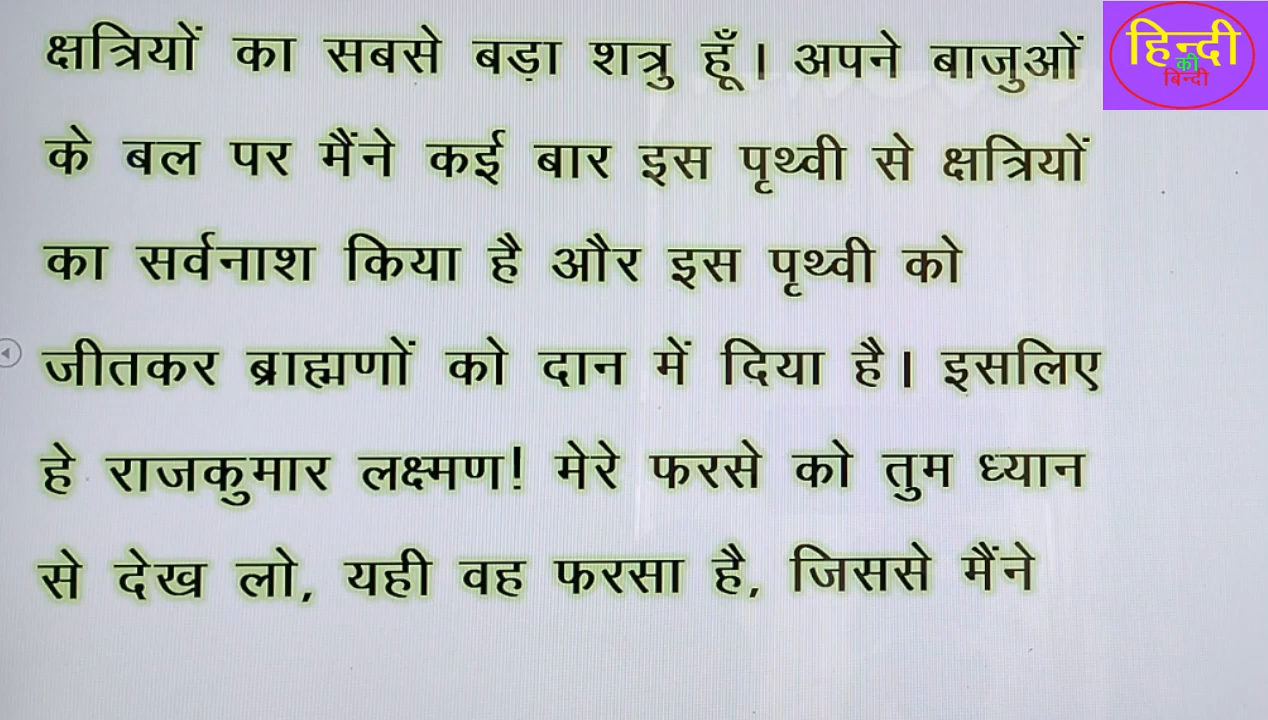 क्षत्रियों का सबसे बड़ा शत्रु हूँ। अपने बाजुओं
के बल पर मैंने कई बार इस पृथ्वी से क्षत्रियों
का सर्वनाश किया है और इस पृथ्वी को
जीतकर ब्राह्मणों को दान में दिया है। इसलिए
हे राजकुमार लक्ष्मण! मेरे फरसे को तुम ध्यान
से देख लो, यही वह फरसा है, जिससे मैंने
हिन्दी
की
बिन्दी